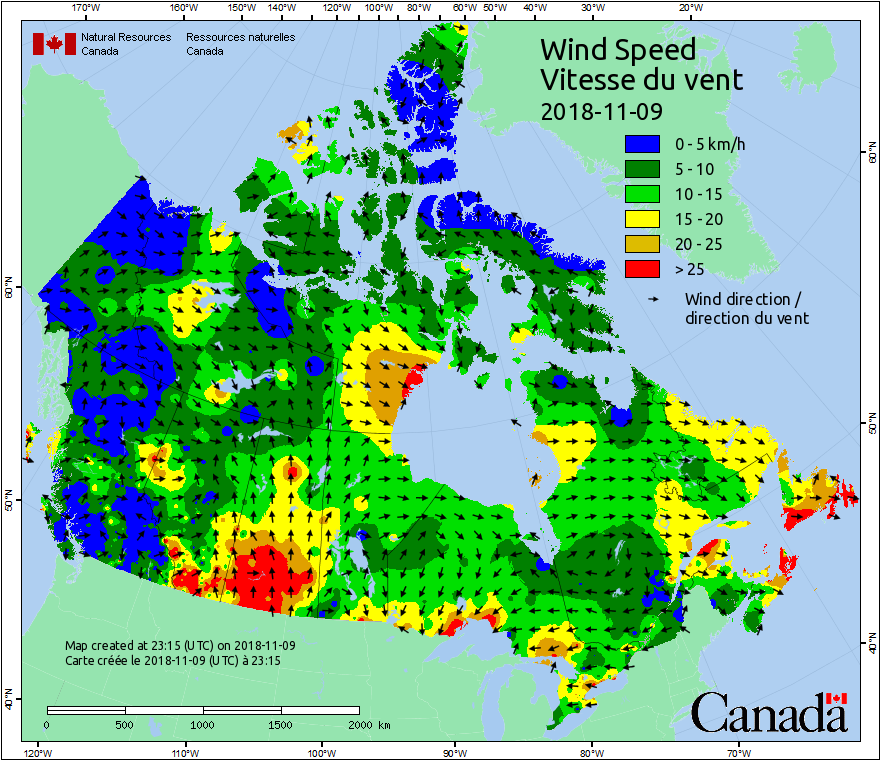 170°W 160°W 150°W 140°W 120°W 100°W 80°W 60°W 50°W 40°W 30°W 20°W
Natural Resources Canada
Ressources naturelles Canada
Wind Speed
Vitesse du vent
2018-11-09
0 - 5 km/h
5 - 10
10 - 15
15 - 20
20 - 25
> 25
Wind direction /
direction du vent
60°N
50°N
40°N
60°N
50°N
40°N
Map created at 23:15 (UTC) on 2018-11-09
Carte créée le 2018-11-09 (UTC) à 23:15
0 500 1000 1500 2000 km
Canada
120°W 110°W 100°W 90°W 80°W 70°W